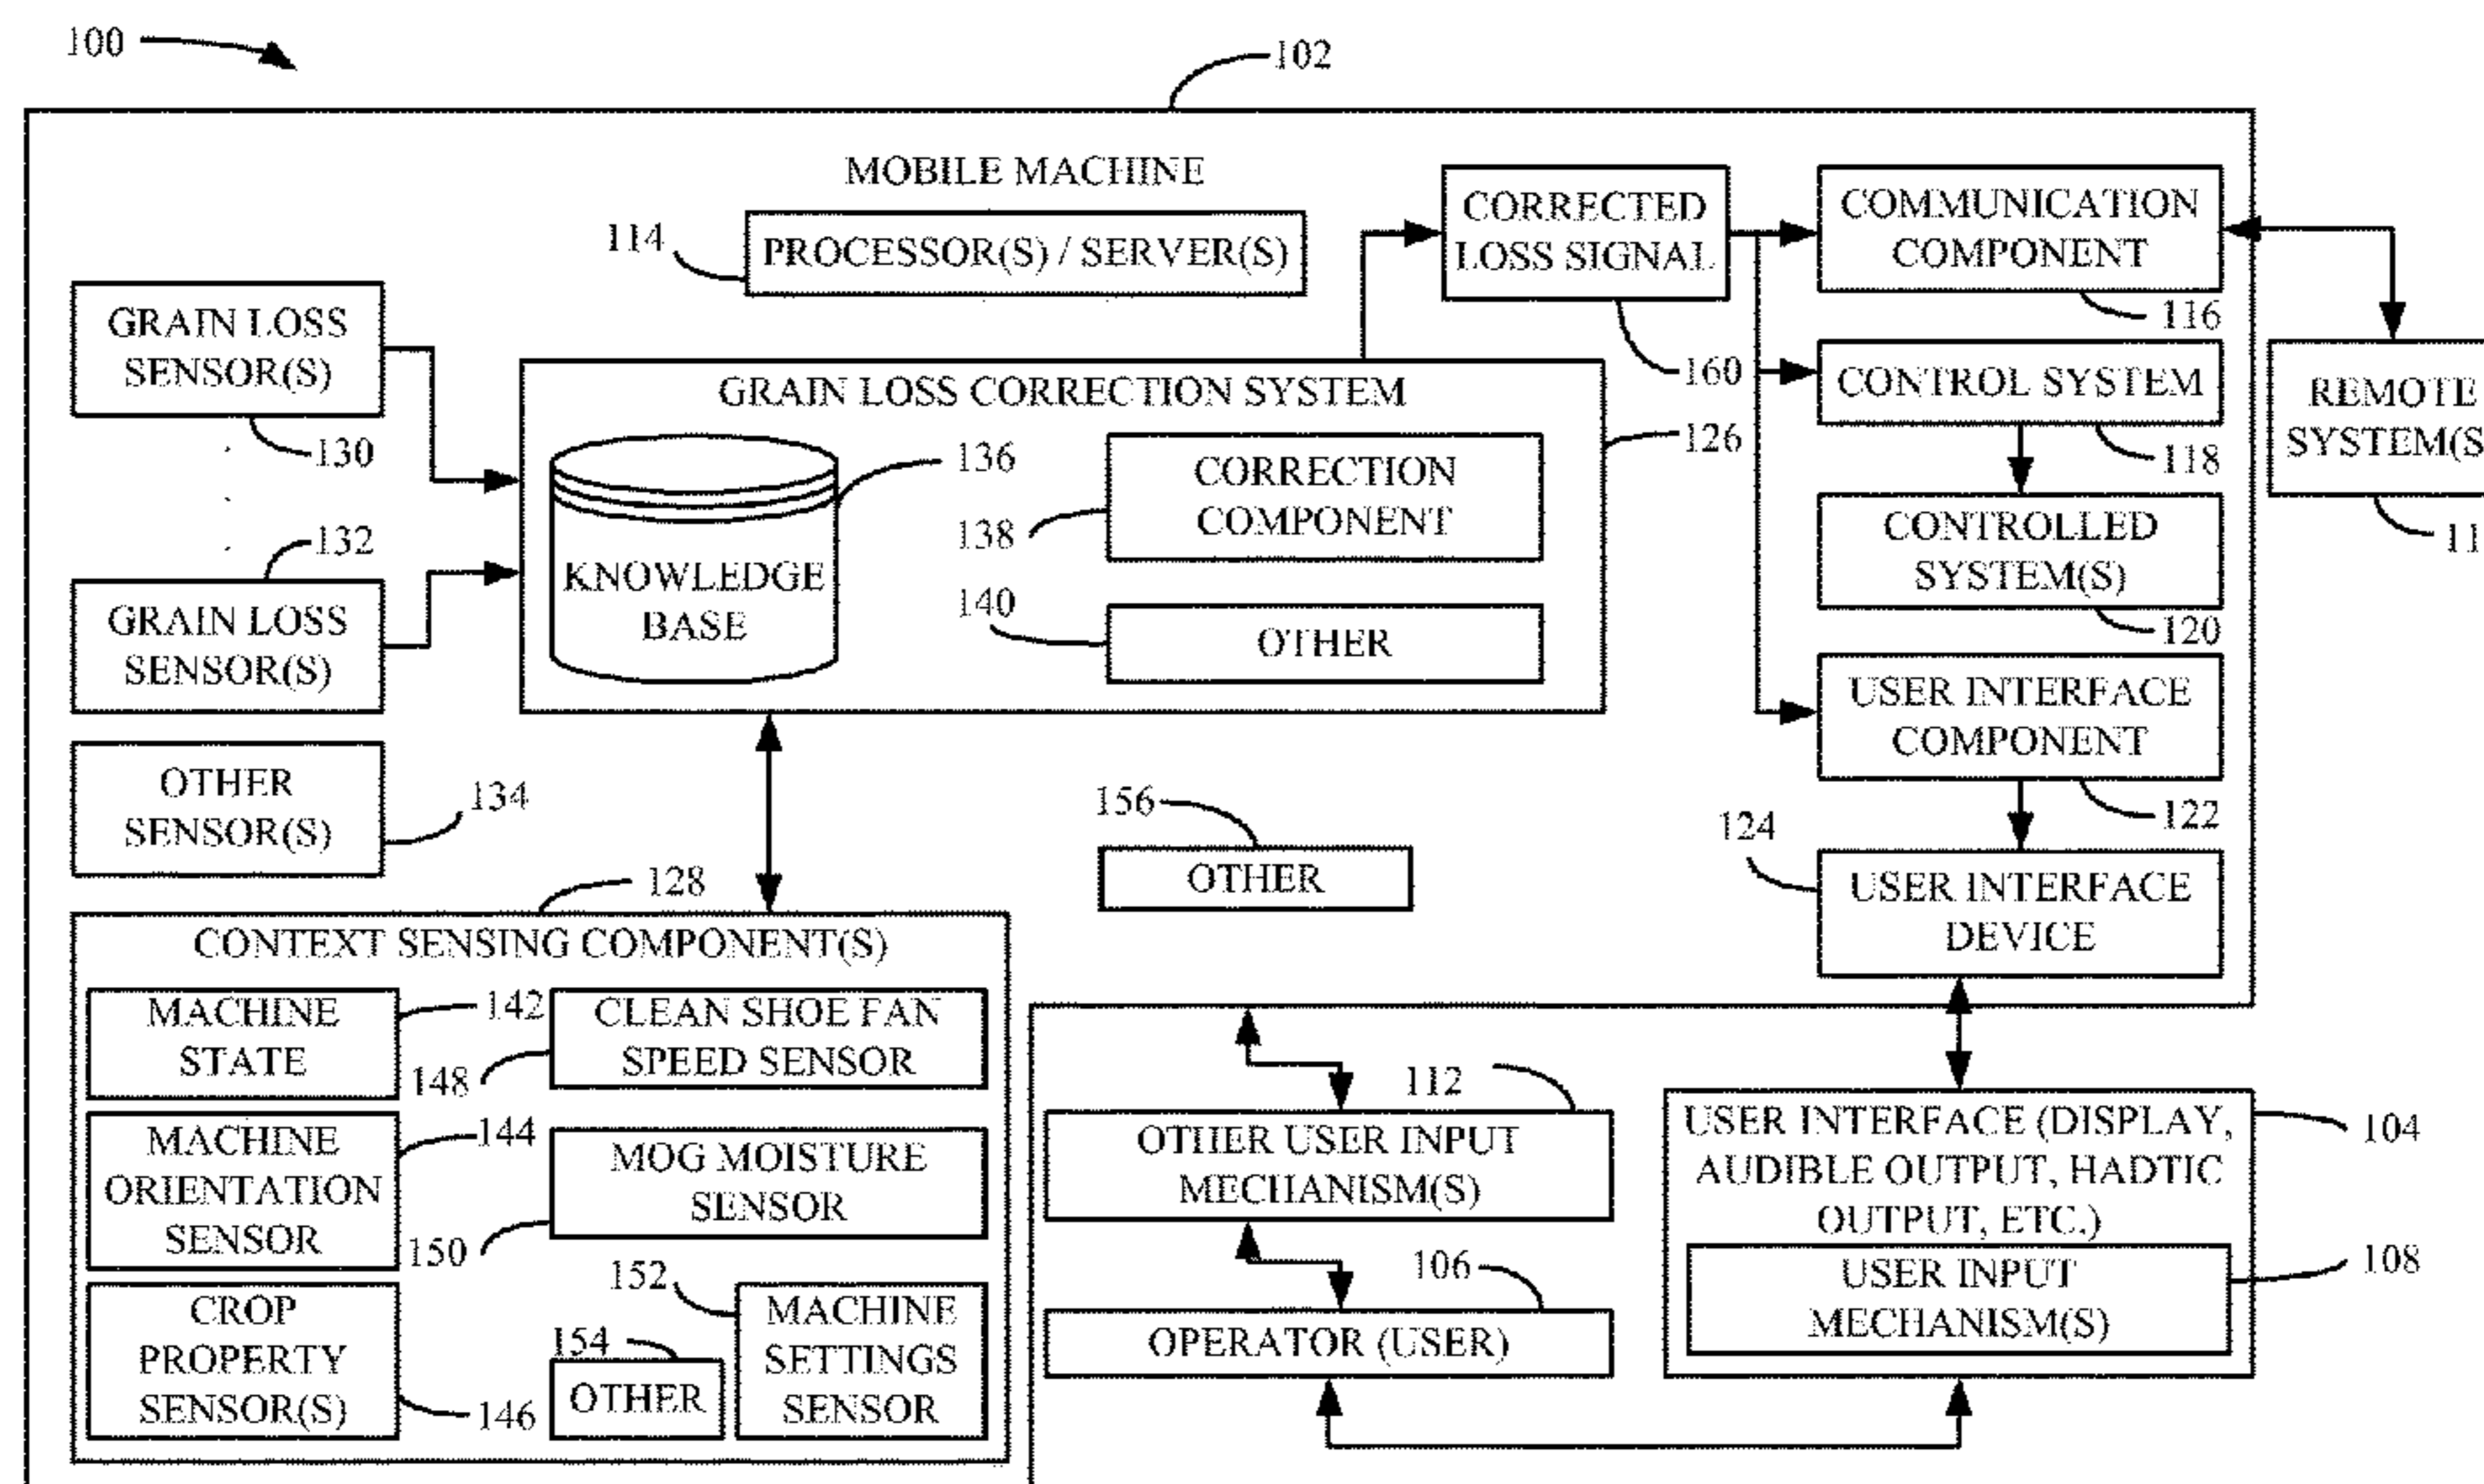 100
102
MOBILE MACHINE
114
PROCESSOR(S) / SERVER(S)
CORRECTED
LOSS SIGNAL
160
COMMUNICATION
COMPONENT
116
GRAIN LOSS
SENSOR(S)
130
GRAIN LOSS CORRECTION SYSTEM
126
136
KNOWLEDGE
BASE
CORRECTION
COMPONENT
138
140
OTHER
CONTROL SYSTEM
118
REMOTE
SYSTEM(S
11
CONTROLLED
SYSTEM(S)
120
132
GRAIN LOSS
SENSOR(S)
USER INTERFACE
COMPONENT
122
OTHER
SENSOR(S)
134
156
OTHER
124
USER INTERFACE
DEVICE
128
CONTEXT SENSING COMPONENT(S)
MACHINE
STATE
142
CLEAN SHOE FAN
SPEED SENSOR
148
MACHINE
ORIENTATION
SENSOR
144
MOG MOISTURE
SENSOR
150
CROP
PROPERTY
SENSOR(S)
146
152
MACHINE
SETTINGS
SENSOR
154
OTHER
112
OTHER USER INPUT
MECHANISM(S)
106
OPERATOR (USER)
USER INTERFACE (DISPLAY,
AUDIBLE OUTPUT, HADTIC
OUTPUT, ETC.)
104
USER INPUT
MECHANISM(S)
108